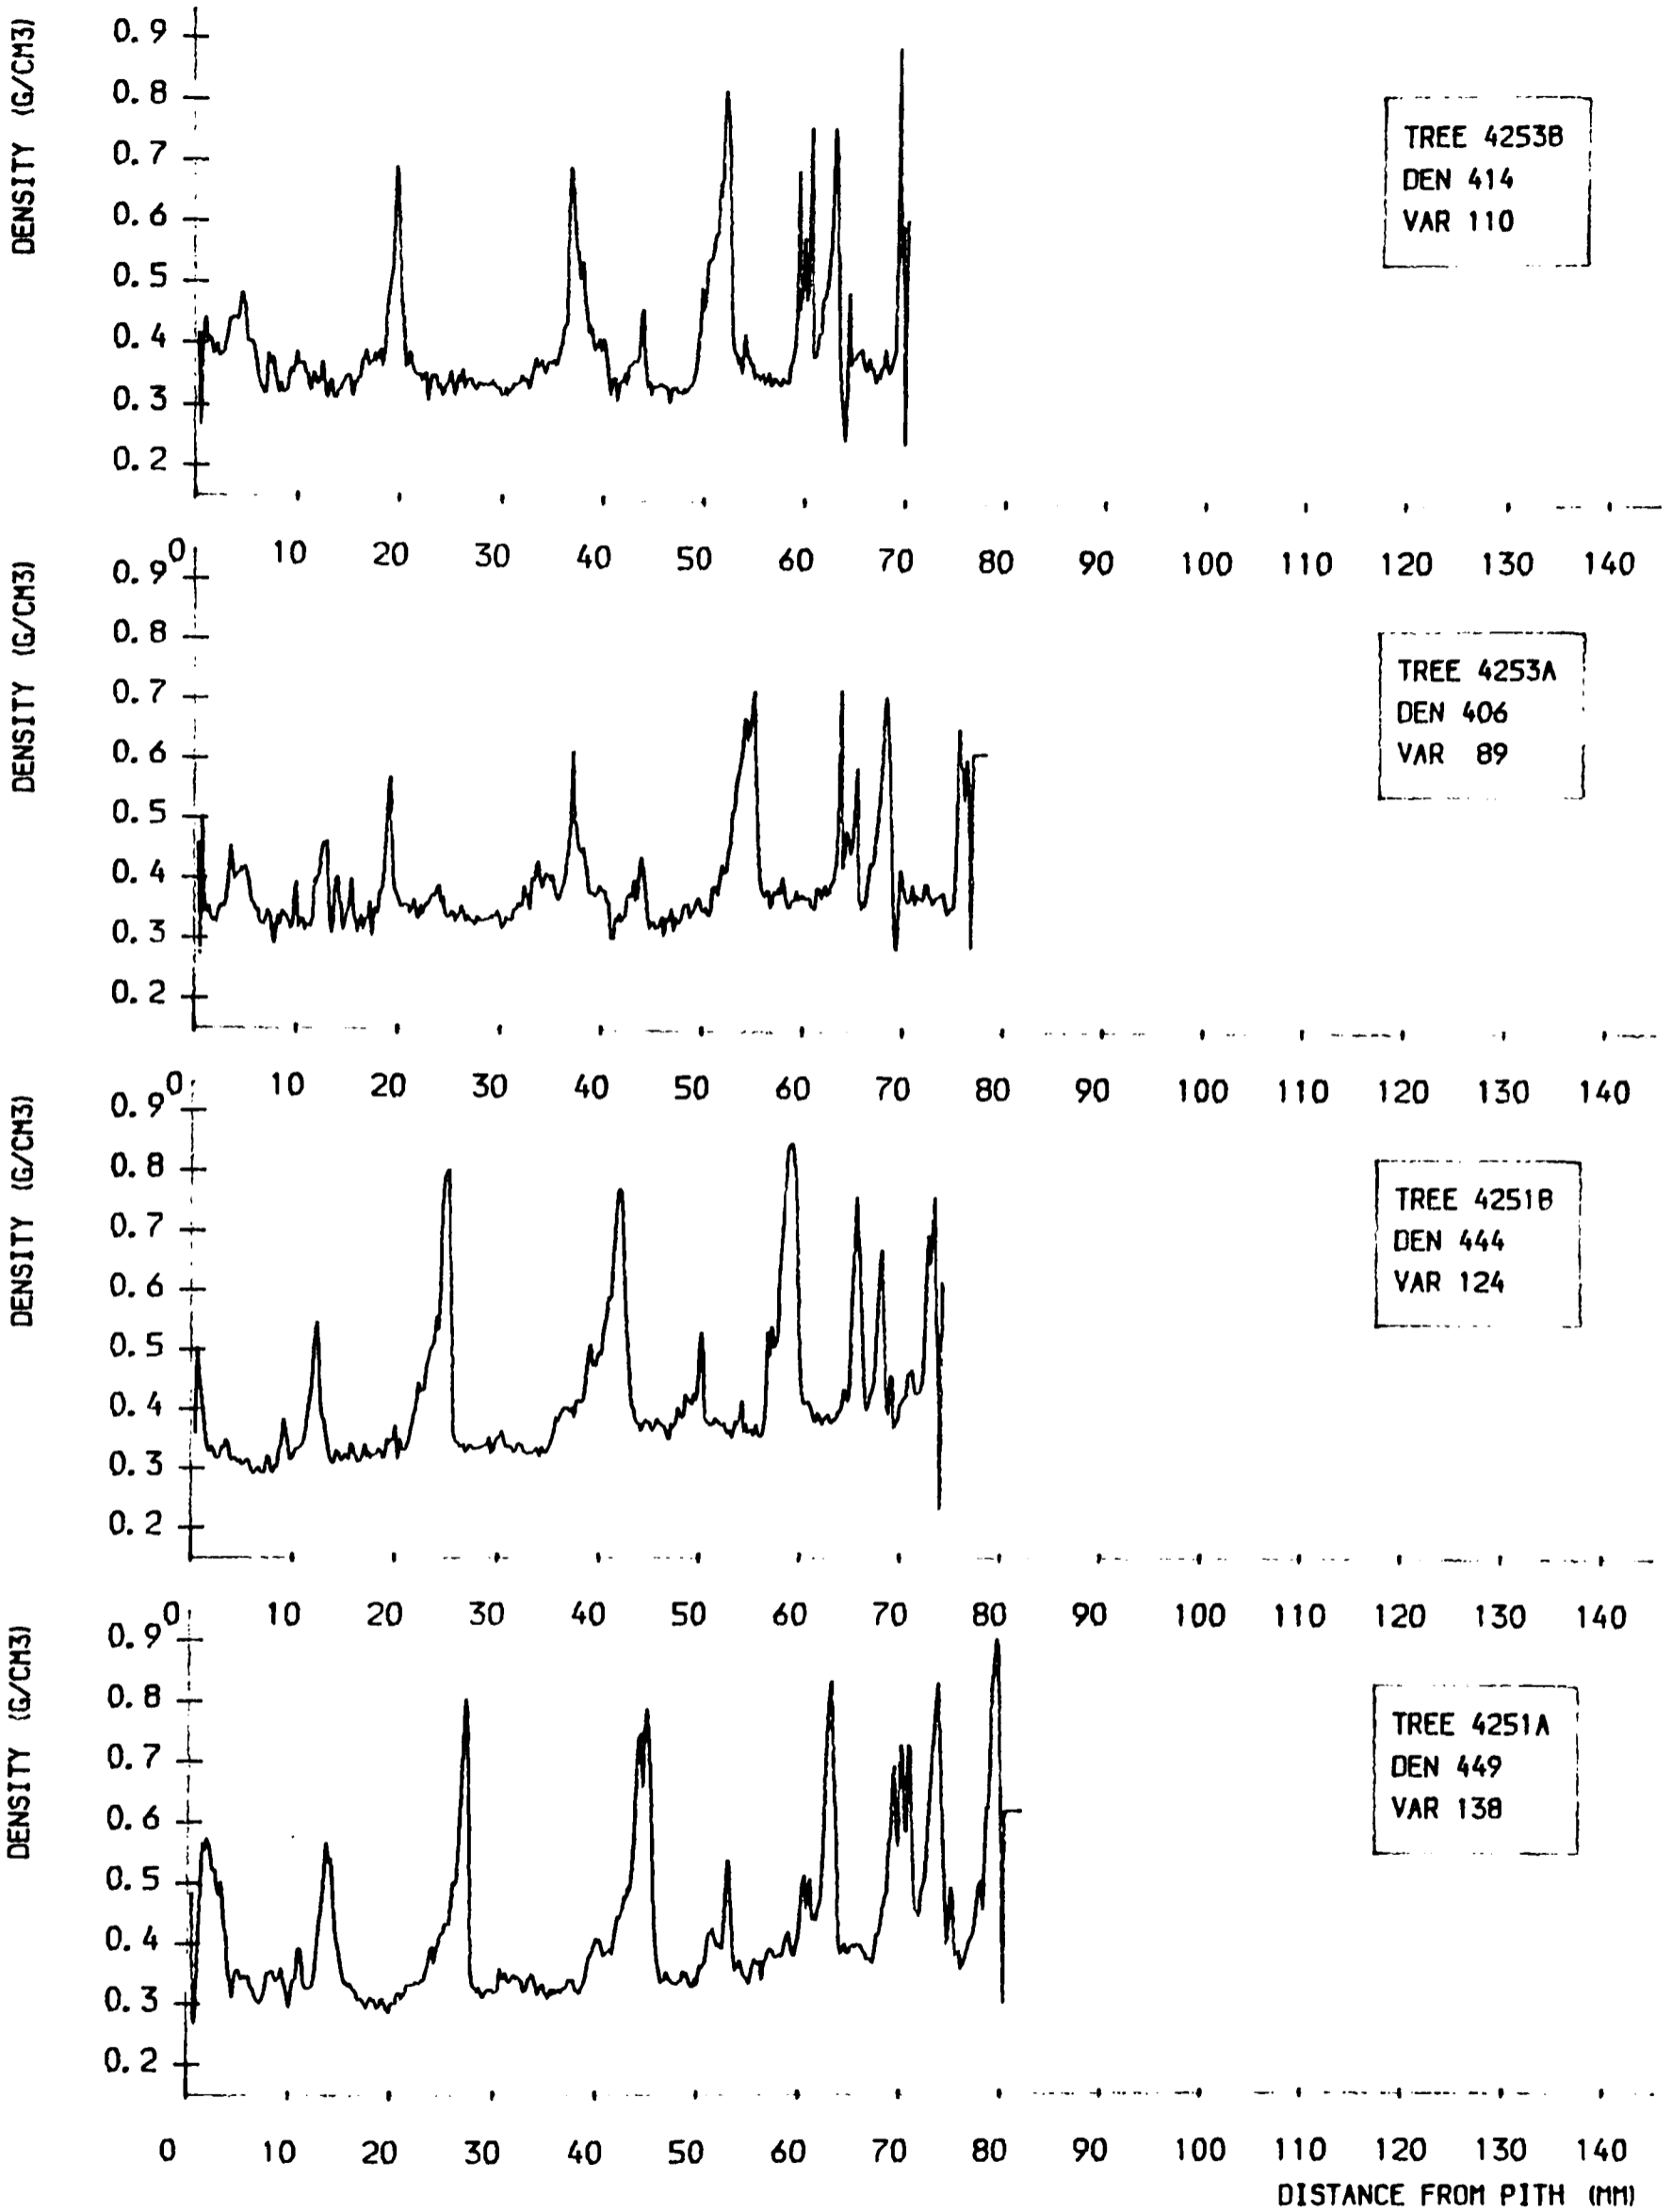 DENSITY (G/CM3)
0.9
0.8
0.7
0.6
0.5
0.4
0.3
0.2
TREE 4253B
DEN 414
VAR 110
0 10 20 30 40 50 60 70 80 90 100 110 120 130 140
DENSITY (G/CM3)
0.9
0.8
0.7
0.6
0.5
0.4
0.3
0.2
TREE 4253A
DEN 406
VAR 89
0 10 20 30 40 50 60 70 80 90 100 110 120 130 140
DENSITY (G/CM3)
0.9
0.8
0.7
0.6
0.5
0.4
0.3
0.2
TREE 4251B
DEN 444
VAR 124
0 10 20 30 40 50 60 70 80 90 100 110 120 130 140
DENSITY (G/CM3)
0.9
0.8
0.7
0.6
0.5
0.4
0.3
0.2
TREE 4251A
DEN 449
VAR 138
0 10 20 30 40 50 60 70 80 90 100 110 120 130 140
DISTANCE FROM PITH (MM)